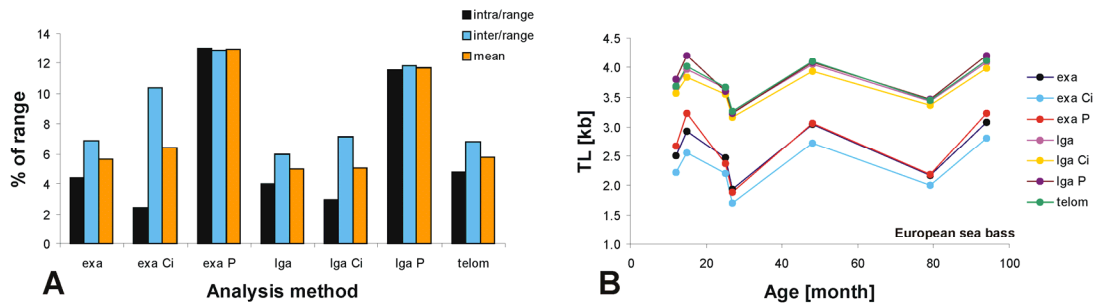 intra/range
inter/range
mean
14
12
10
8
6
4
2
0
% of range
exa exa Ci exa P lga lga Ci lga P telom
Analysis method
A
4.5
4.0
3.5
3.0
2.5
2.0
1.5
1.0
TL [kb]
0 20 40 60 80 100
Age [month]
European sea bass
B
exa
exa Ci
exa P
lga
lga Ci
lga P
telom